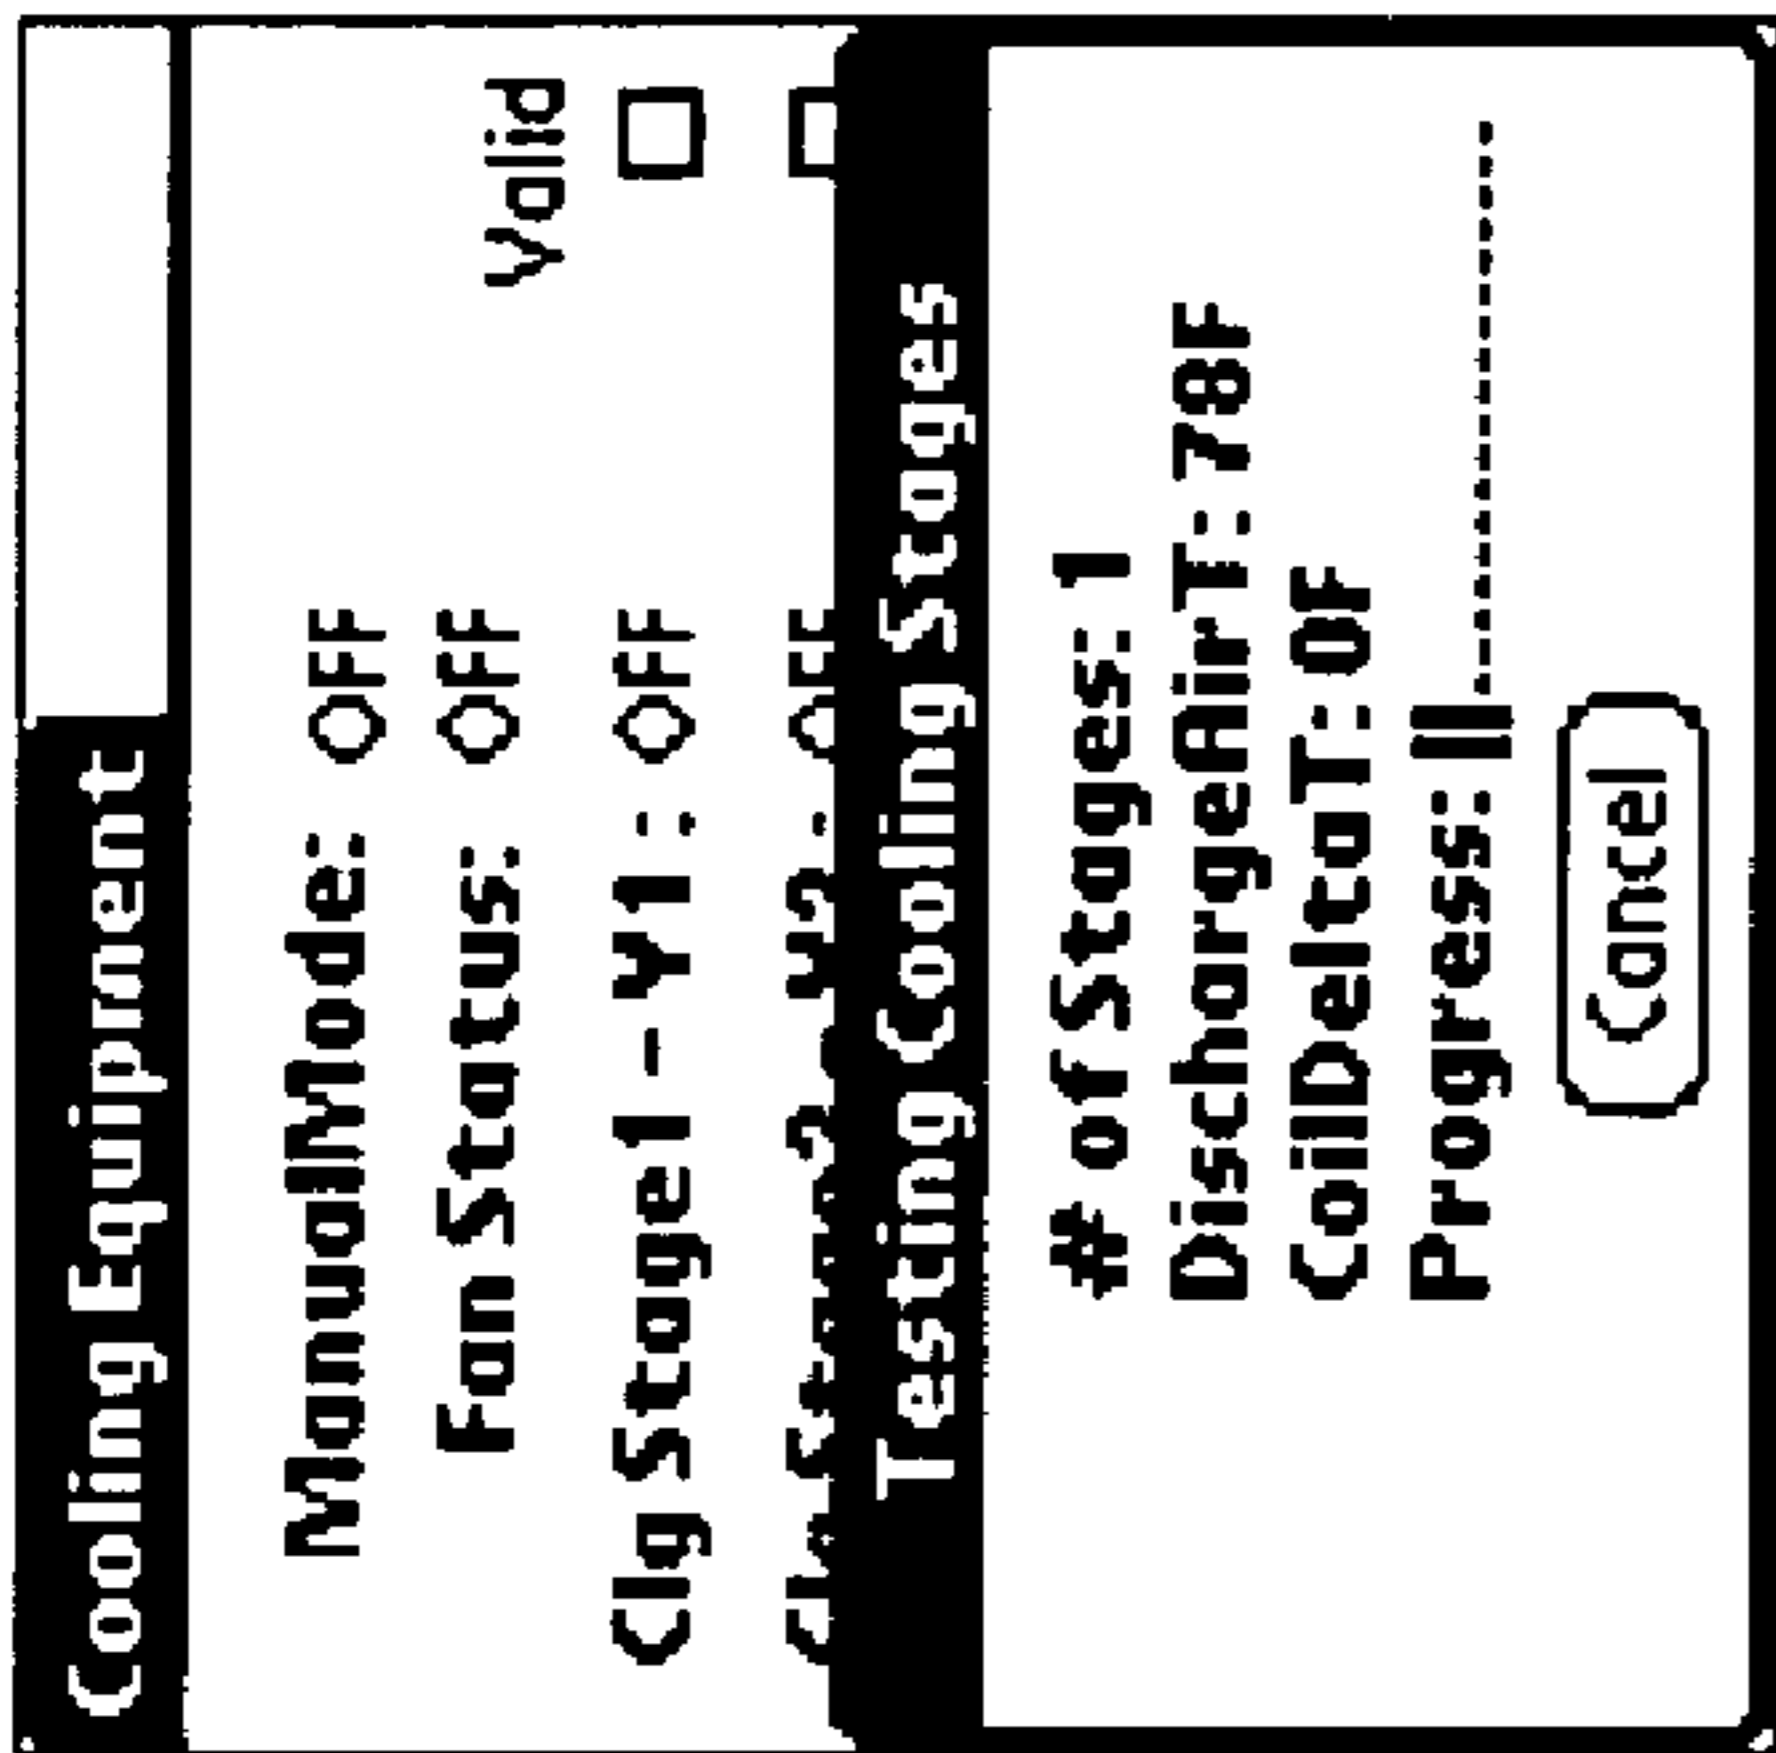 Cooling Equipment
ManualMode: OFF
Fan Status: OFF
Valid
Clg Stage1 - Y1: OFF
Testing Cooling Stages
# of Stages: 1
DischargeAirT: 78F
CoilDeltaT: 0F
Progress:
Cancel